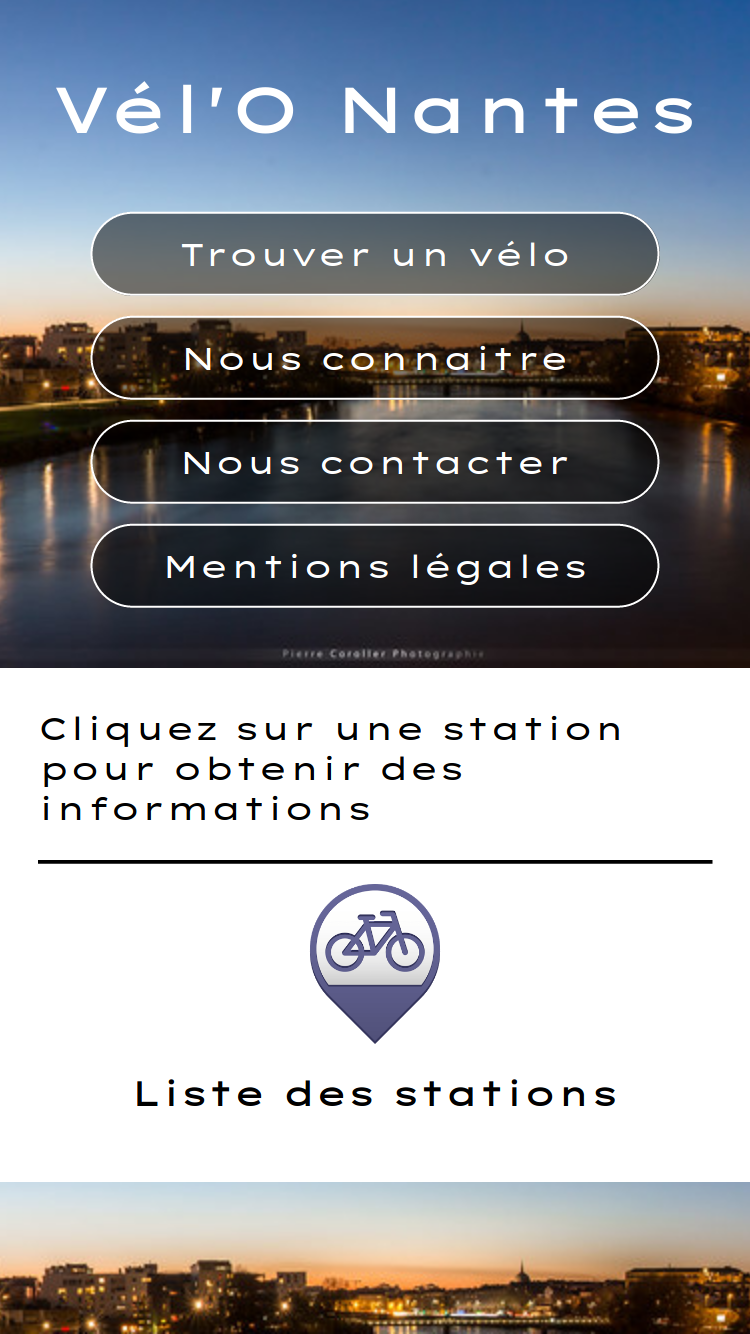 Vél'O Nantes
Trouver un vélo
Nous connaitre
Nous contacter
Mentions légales
Pierre Coroller Photographie
Cliquez sur une station
pour obtenir des
informations
Liste des stations